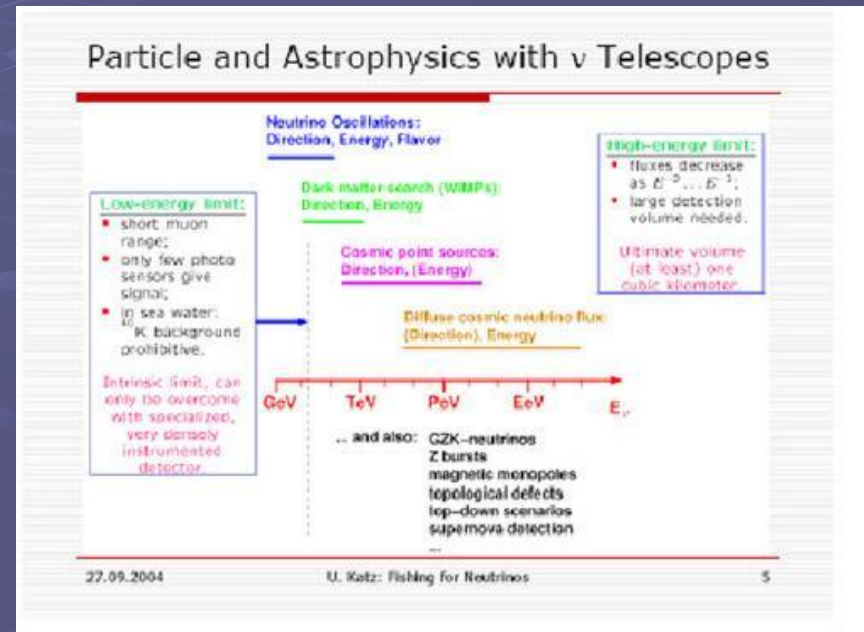 Particle and Astrophysics with ν Telescopes
Neutrino Oscillations:
Direction, Energy, Flavor
Dark matter search (WIMPs):
Direction, Energy
Cosmic point sources:
Direction, (Energy)
Diffuse cosmic neutrino flux
(Direction), Energy
Low-energy limit:
short muon
range;
only few photo
sensors give
signal;
in sea water:
40
K background
prohibitive.
Intrinsic limit, can
only be overcome
with specialized,
very densely
instrumented
detector.
High-energy limit:
fluxes decrease
as
large detection
volume needed.
Ultimate volume
(at least) one
cubic kilometer
GeV TeV PeV EeV
Eν
... and also: GZK-neutrinos
Z bursts
magnetic monopoles
topological defects
top-down scenarios
supernova detection
...
27.09.2004 U. Katz: Fishing for Neutrinos 5